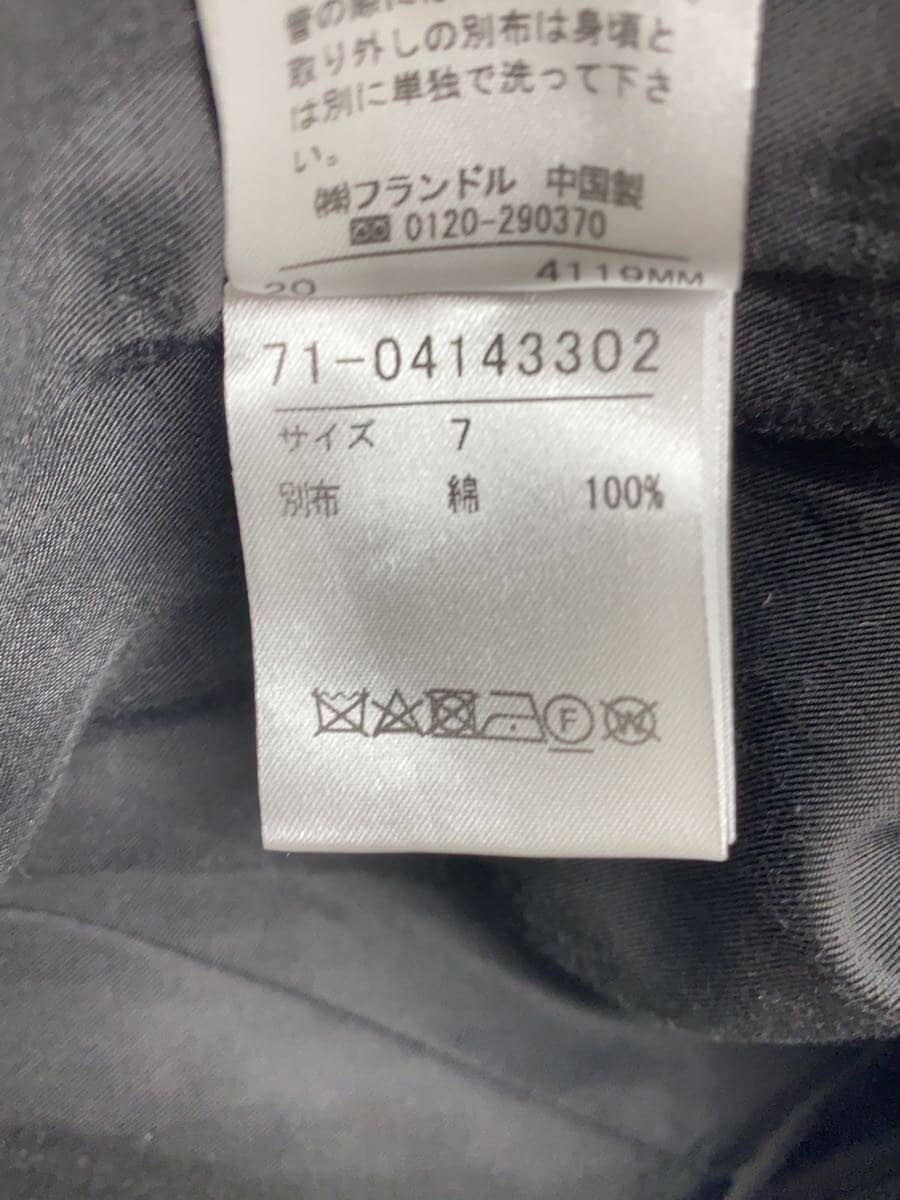 取り外しの別布は身頃と
は別に単独で洗って下さ
い。
㈱フランドル 中国製
0120-290370
20 4119MM
71-04143302
サイズ 7
別布 綿 100%
F W